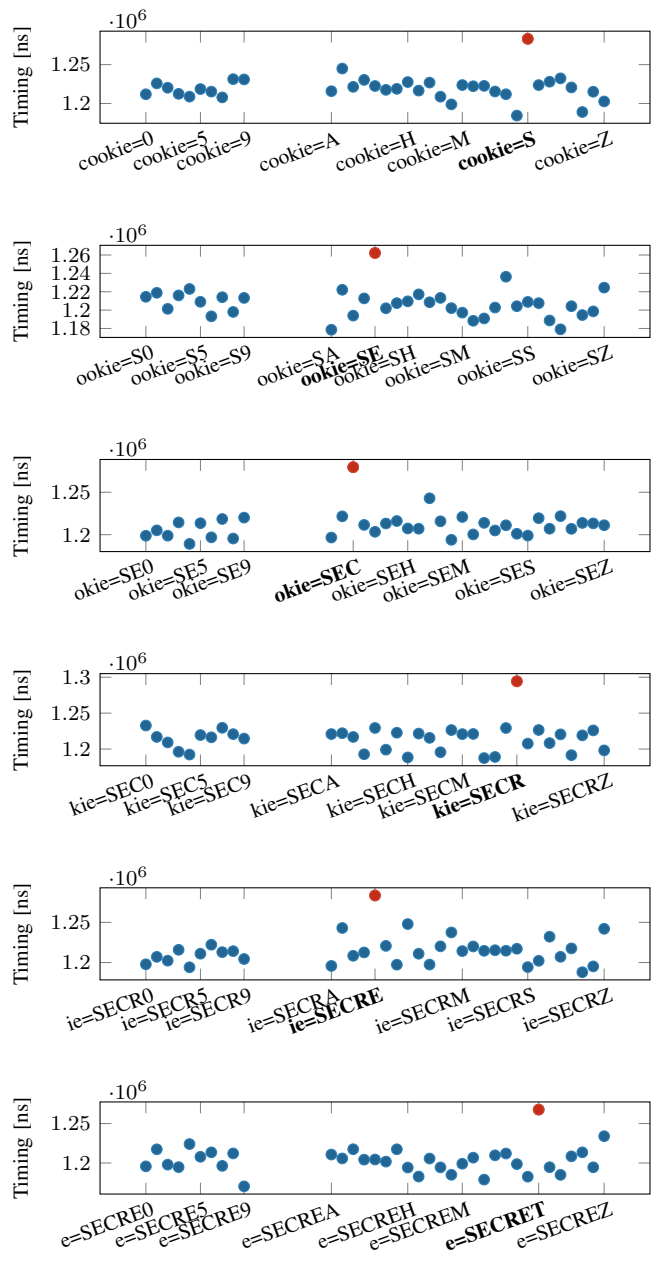 ·10^6
Timing [ns]
1.25
1.2
cookie=0 cookie=5 cookie=9 cookie=A cookie=H cookie=M cookie=S cookie=Z
·10^6
Timing [ns]
1.26
1.24
1.22
1.2
1.18
ookie=S0 ookie=S5 ookie=S9 ookie=SA ookie=SE ookie=SH ookie=SM ookie=SS ookie=SZ
·10^6
Timing [ns]
1.25
1.2
okie=SE0 okie=SE5 okie=SE9 okie=SEC okie=SEH okie=SEM okie=SES okie=SEZ
·10^6
Timing [ns]
1.3
1.25
1.2
kie=SEC0 kie=SEC5 kie=SEC9 kie=SECA kie=SECH kie=SECM kie=SECR kie=SECRZ
·10^6
Timing [ns]
1.25
1.2
ie=SECR0 ie=SECR5 ie=SECR9 ie=SECRA ie=SECRE ie=SECRM ie=SECRS ie=SECRZ
·10^6
Timing [ns]
1.25
1.2
e=SECRE0 e=SECRE5 e=SECRE9 e=SECREA e=SECREH e=SECREM e=SECRET e=SECREZ